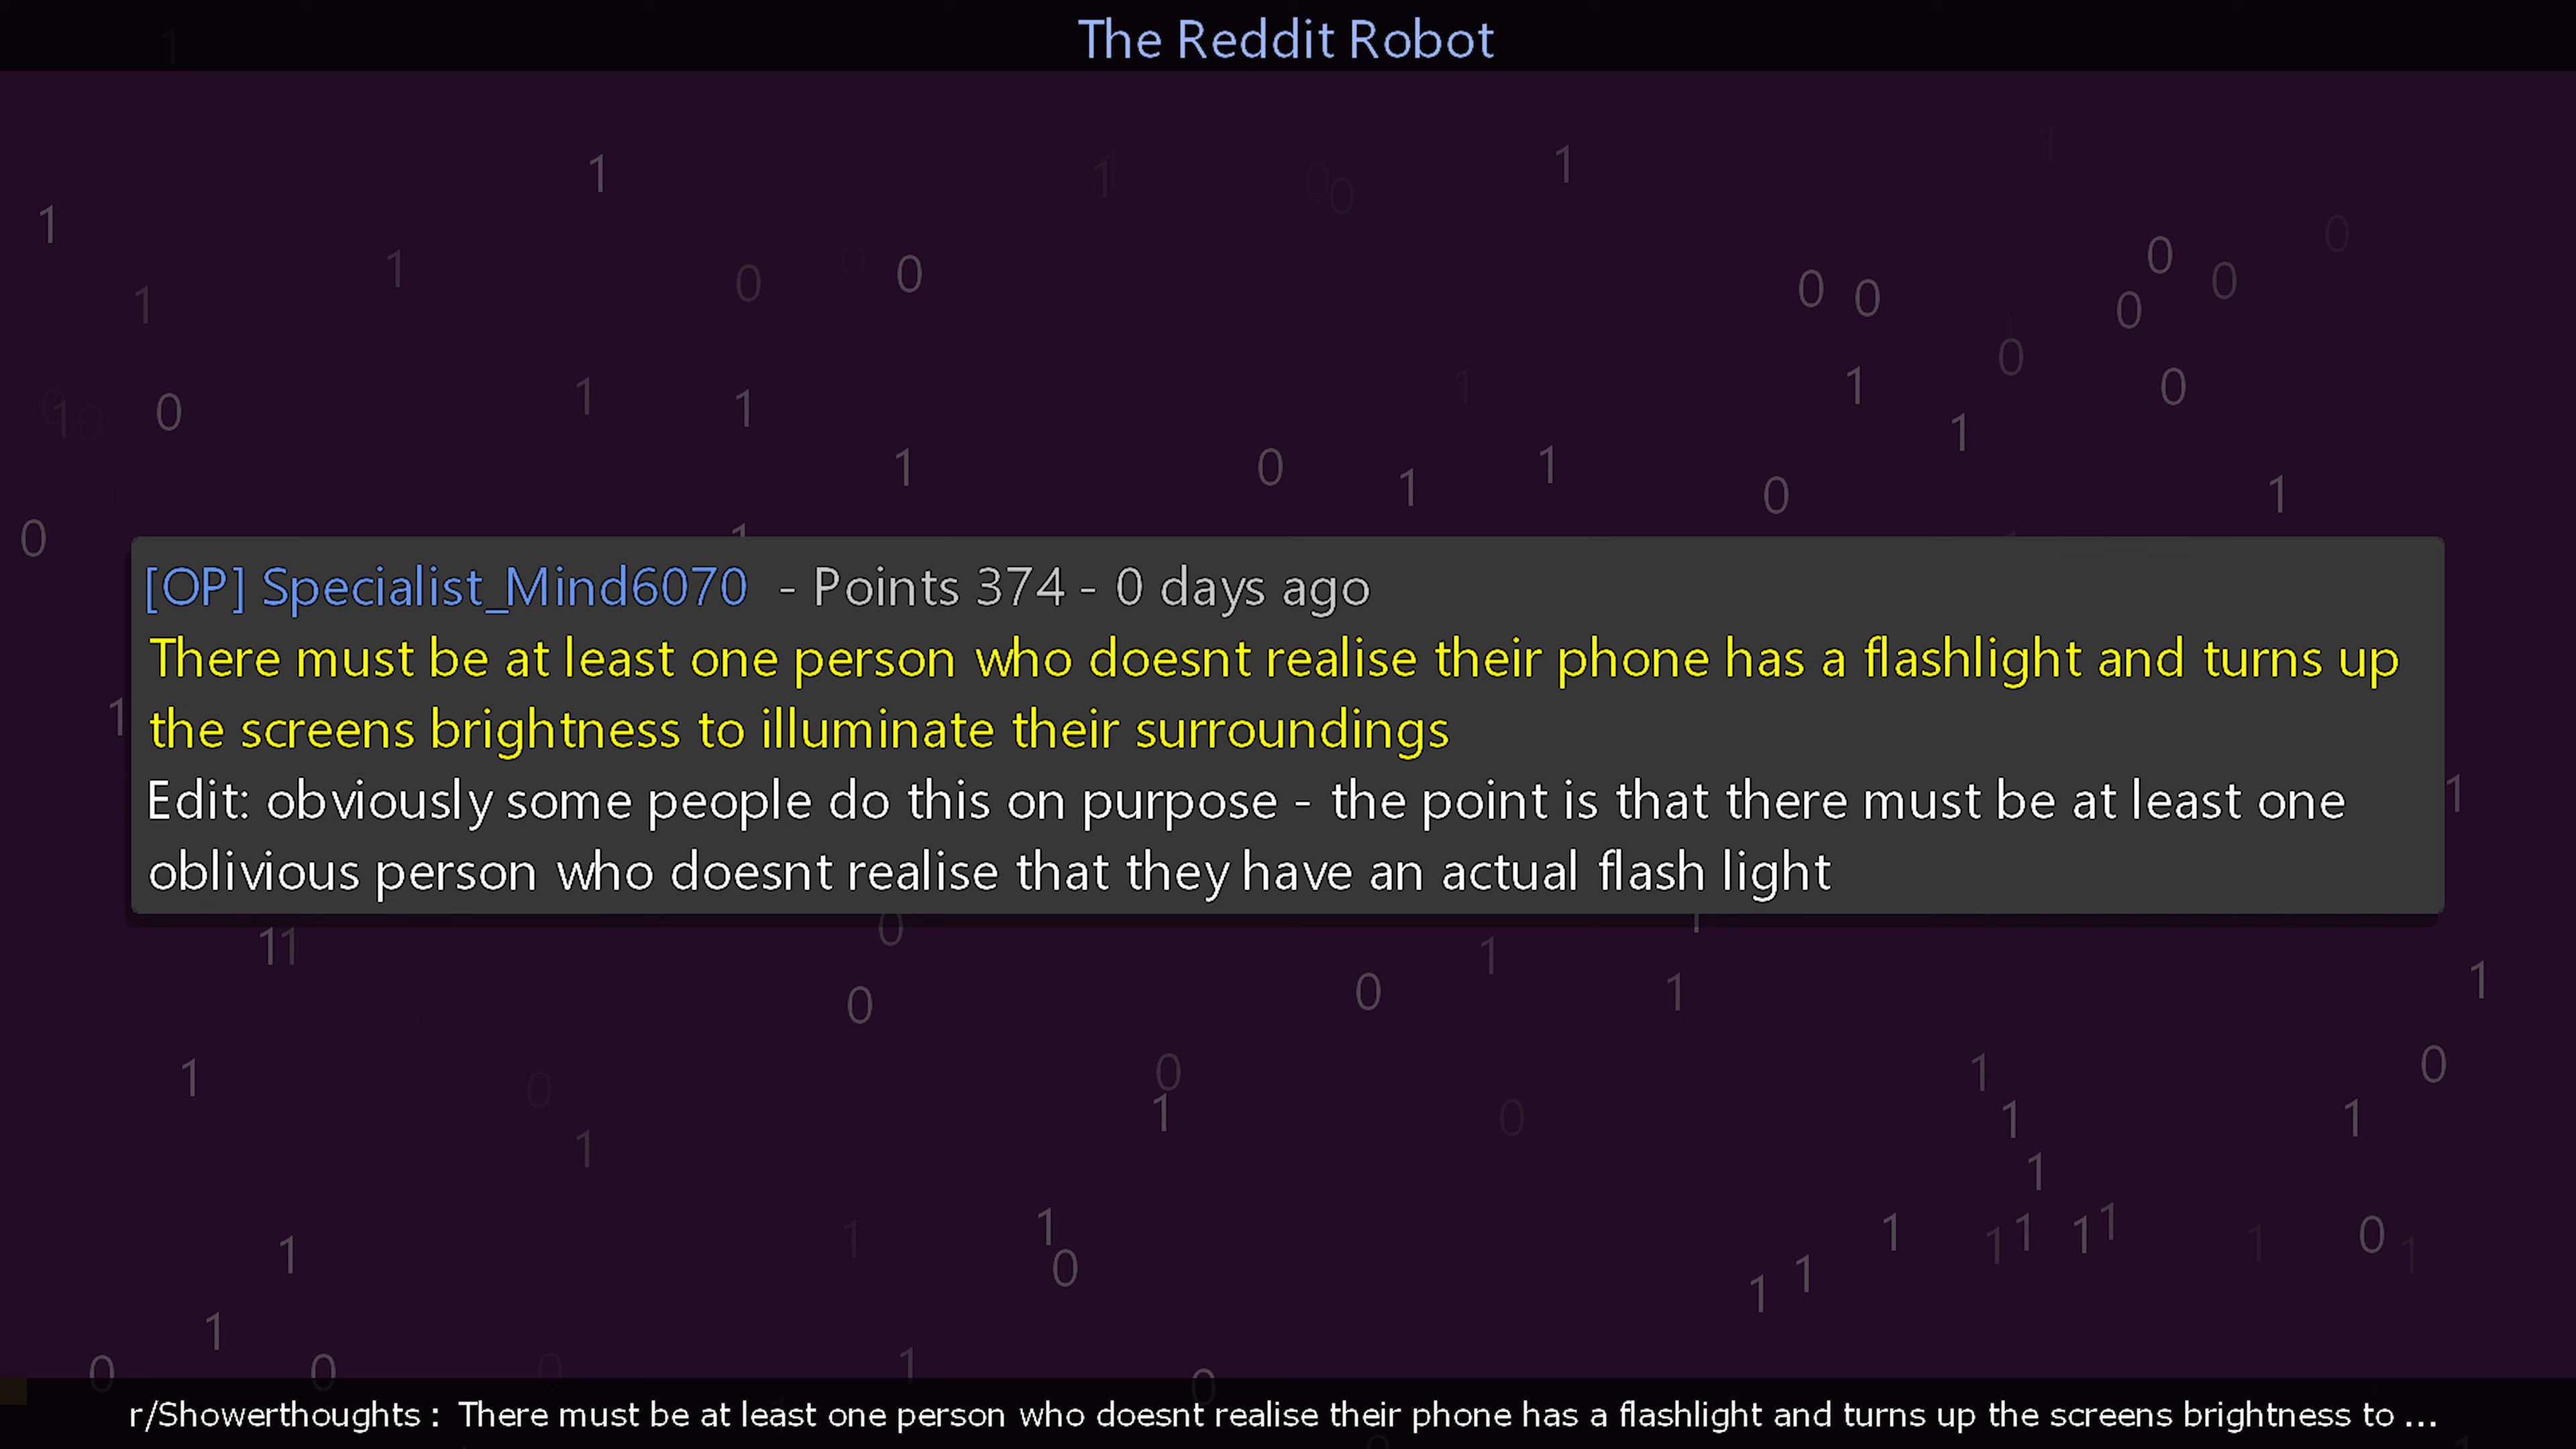 The Reddit Robot
[OP] Specialist_Mind6070 - Points 374 - 0 days ago
There must be at least one person who doesnt realise their phone has a flashlight and turns up
the screens brightness to illuminate their surroundings
Edit: obviously some people do this on purpose - the point is that there must be at least one
oblivious person who doesnt realise that they have an actual flash light
r/Showerthoughts : There must be at least one person who doesnt realise their phone has a flashlight and turns up the screens brightness to ...